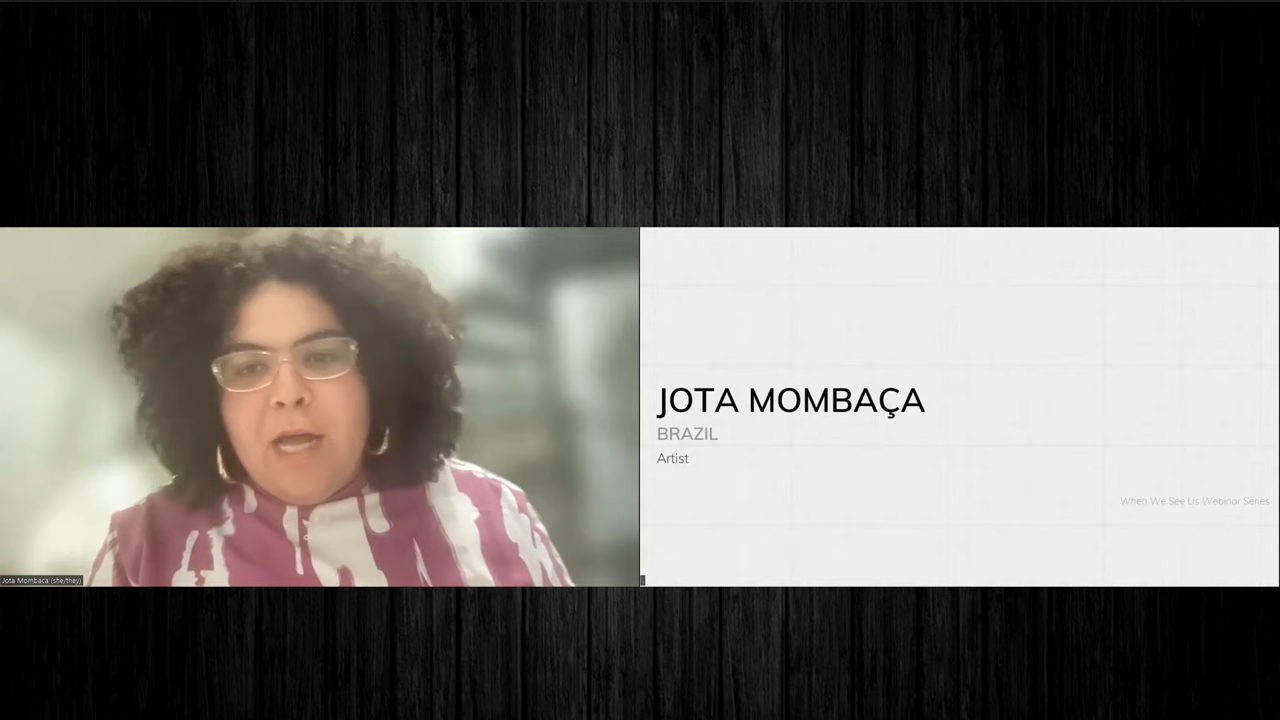 Jota Mombaca (she/they)
JOTA MOMBAÇA
BRAZIL
Artist
When We See Us Webinar Series